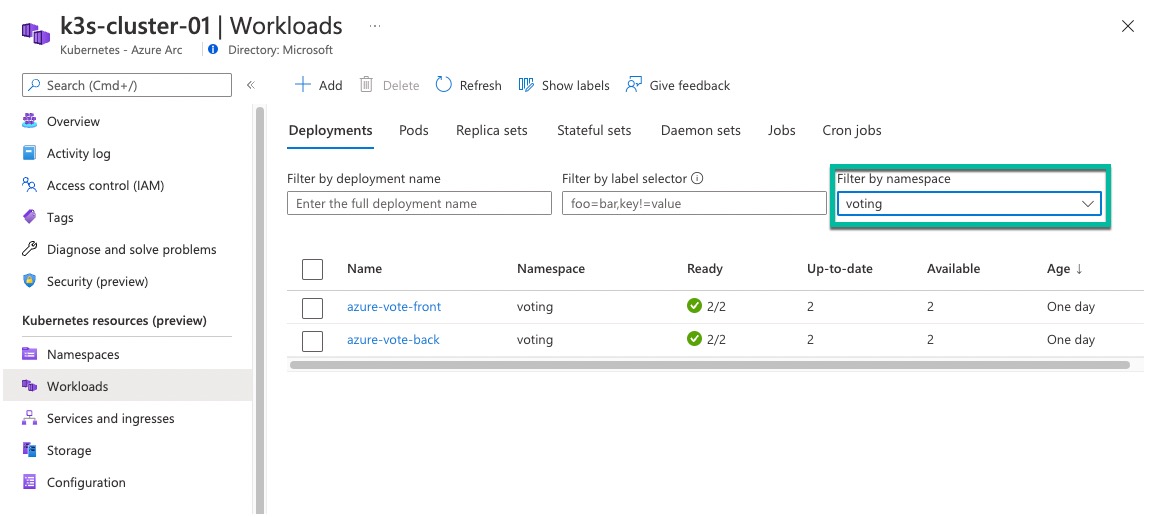 k3s-cluster-01 | Workloads ...
Kubernetes - Azure Arc Directory: Microsoft
Search (Cmd+/) «
Overview
Activity log
Access control (IAM)
Tags
Diagnose and solve problems
Security (preview)
Kubernetes resources (preview)
Namespaces
Workloads
Services and ingresses
Storage
Configuration
Add Delete Refresh Show labels Give feedback
Deployments Pods Replica sets Stateful sets Daemon sets Jobs Cron jobs
Filter by deployment name Filter by label selector Filter by namespace
Enter the full deployment name foo=bar,key!=value voting
Name Namespace Ready Up-to-date Available Age ↓
azure-vote-front voting 2/2 2 2 One day
azure-vote-back voting 2/2 2 2 One day